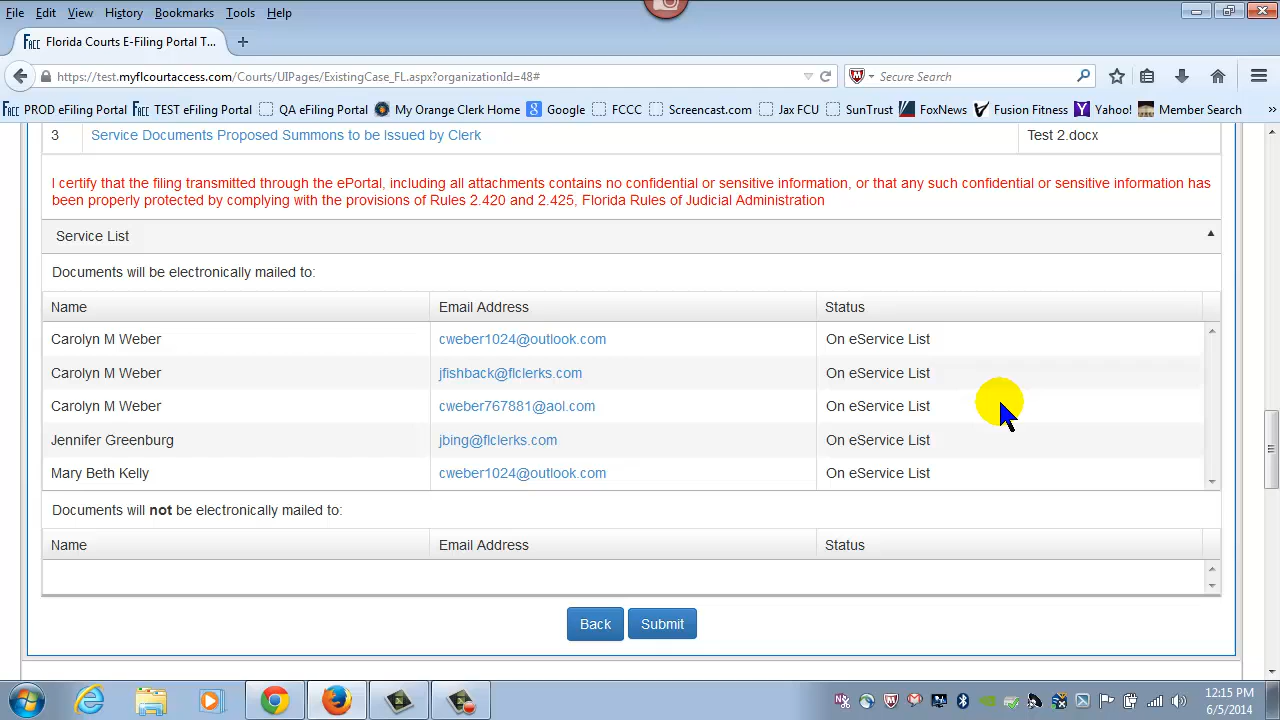 File Edit View History Bookmarks Tools Help
FACC Florida Courts E-Filing Portal T... +
https://test.myflcourtaccess.com/Courts/UIPages/ExistingCase_FL.aspx?organizationId=48# Secure Search
FACC PROD eFiling Portal FACC TEST eFiling Portal QA eFiling Portal My Orange Clerk Home Google FCCC Screencast.com Jax FCU SunTrust FoxNews Fusion Fitness Yahoo! Member Search »
3 Service Documents Proposed Summons to be Issued by Clerk Test 2.docx
I certify that the filing transmitted through the ePortal, including all attachments contains no confidential or sensitive information, or that any such confidential or sensitive information has
been properly protected by complying with the provisions of Rules 2.420 and 2.425, Florida Rules of Judicial Administration
Service List
Documents will be electronically mailed to:
Name Email Address Status
Carolyn M Weber cweber1024@outlook.com On eService List
Carolyn M Weber jfishback@flclerks.com On eService List
Carolyn M Weber cweber767881@aol.com On eService List
Jennifer Greenburg jbing@flclerks.com On eService List
Mary Beth Kelly cweber1024@outlook.com On eService List
Documents will not be electronically mailed to:
Name Email Address Status
Back Submit
12:15 PM
6/5/2014